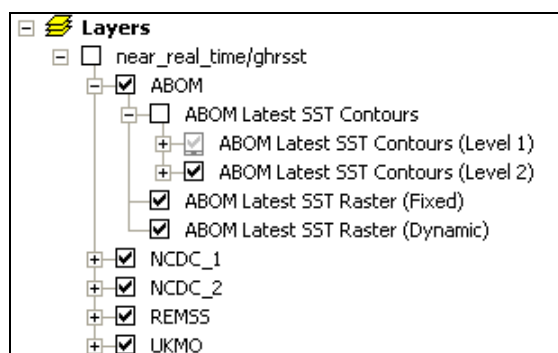 Layers
near_real_time/ghrsst
ABOM
ABOM Latest SST Contours
ABOM Latest SST Contours (Level 1)
ABOM Latest SST Contours (Level 2)
ABOM Latest SST Raster (Fixed)
ABOM Latest SST Raster (Dynamic)
NCDC_1
NCDC_2
REMSS
UKMO